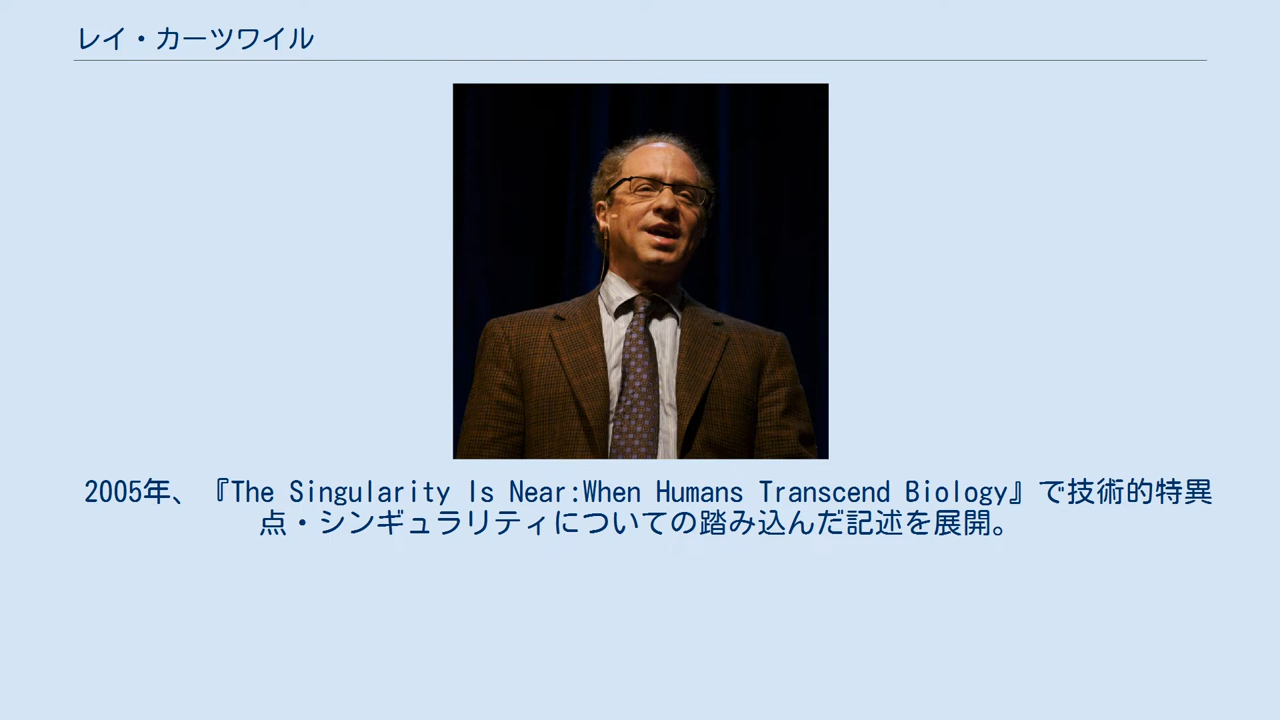 レイ・カーツワイル
2005年、『The Singularity Is Near:When Humans Transcend Biology』で技術的特異
点・シンギュラリティについての踏み込んだ記述を展開。